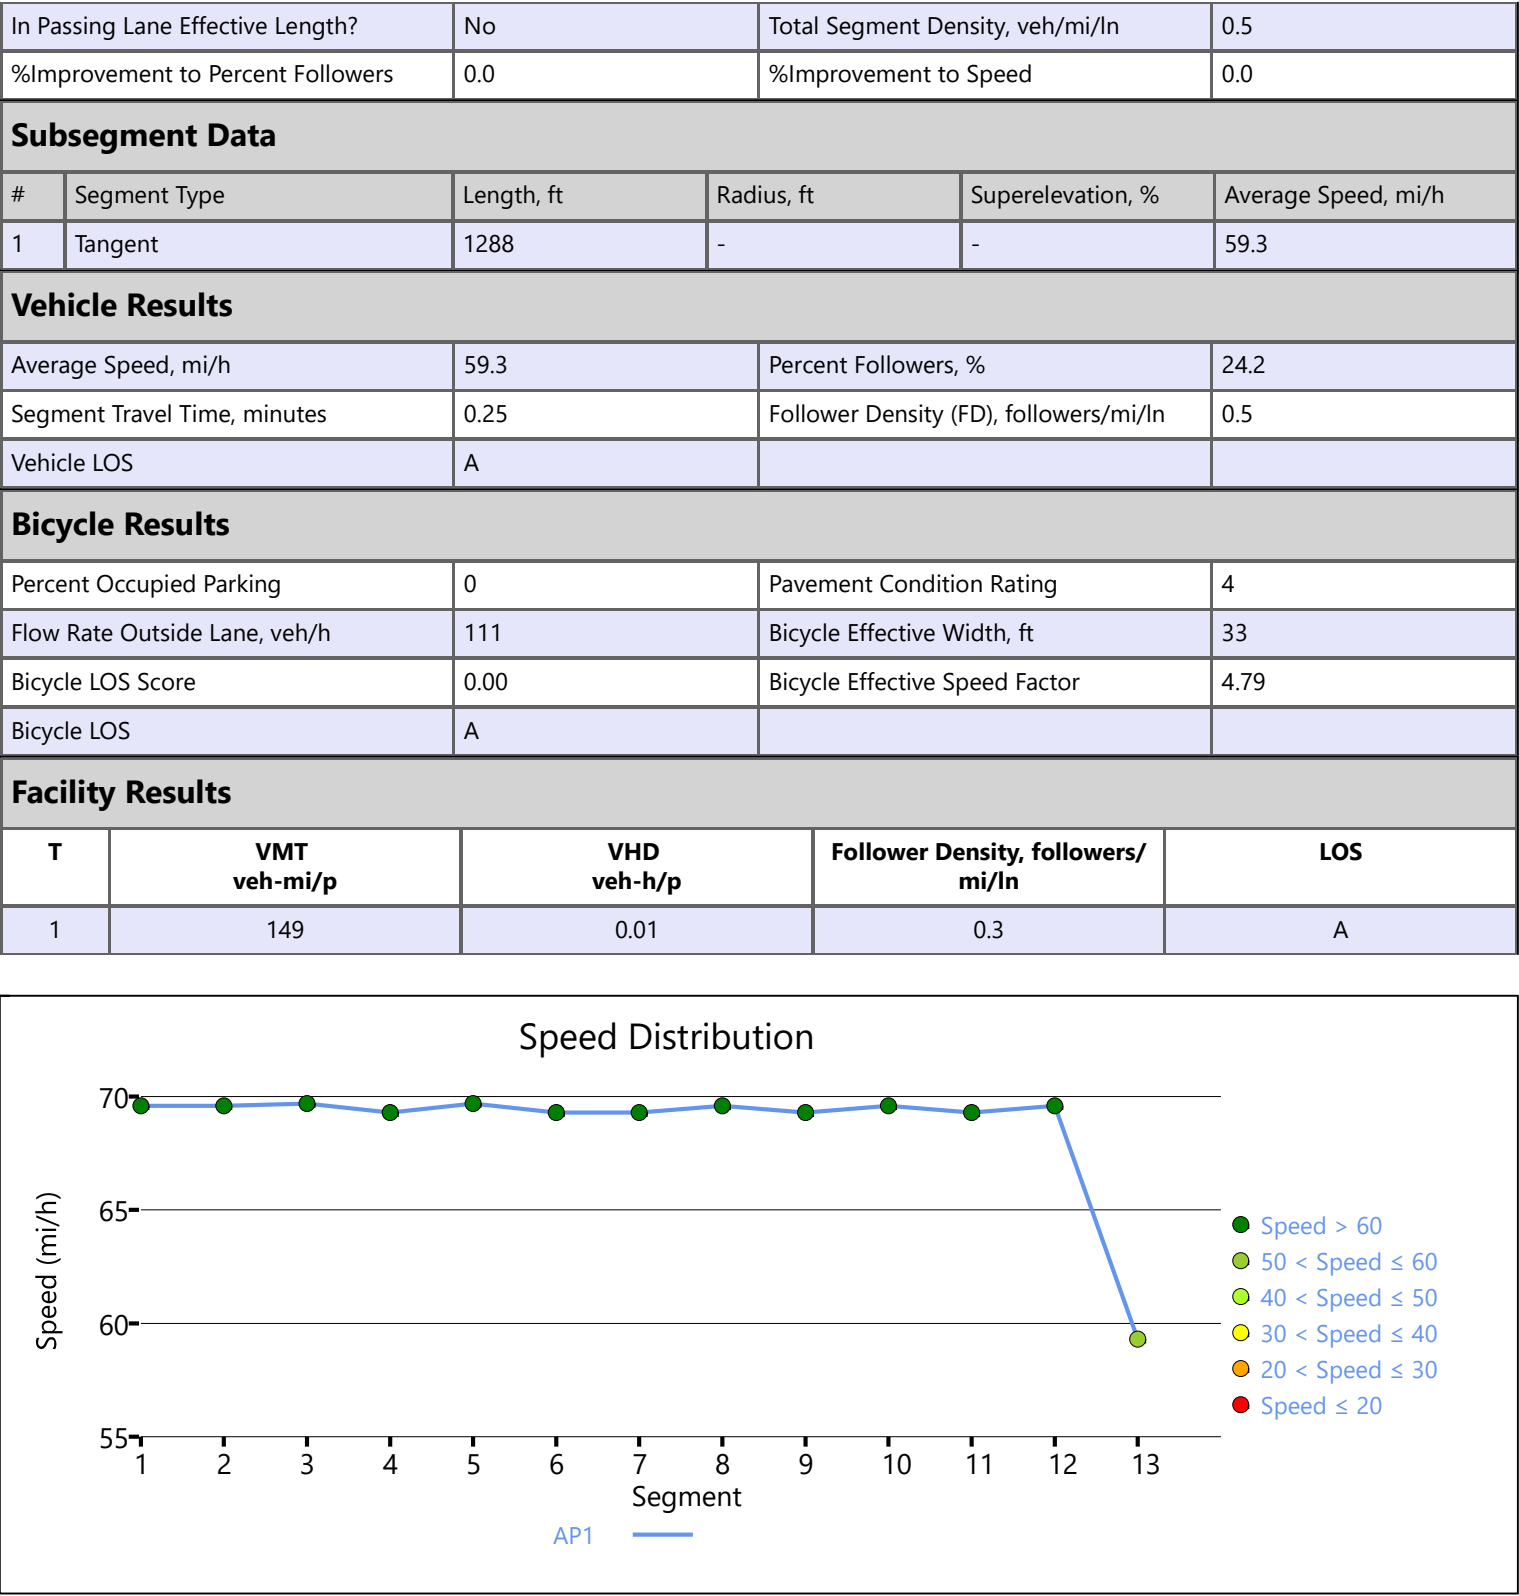 In Passing Lane Effective Length? No Total Segment Density, veh/mi/ln 0.5
%Improvement to Percent Followers 0.0 %Improvement to Speed 0.0
Subsegment Data
# Segment Type Length, ft Radius, ft Superelevation, % Average Speed, mi/h
1 Tangent 1288 - - 59.3
Vehicle Results
Average Speed, mi/h 59.3 Percent Followers, % 24.2
Segment Travel Time, minutes 0.25 Follower Density (FD), followers/mi/ln 0.5
Vehicle LOS A
Bicycle Results
Percent Occupied Parking 0 Pavement Condition Rating 4
Flow Rate Outside Lane, veh/h 111 Bicycle Effective Width, ft 33
Bicycle LOS Score 0.00 Bicycle Effective Speed Factor 4.79
Bicycle LOS A
Facility Results
T VMT VHD Follower Density, followers/ LOS
veh-mi/p veh-h/p mi/ln
1 149 0.01 0.3 A
Speed Distribution
70
65
60
55
Speed (mi/h)
1 2 3 4 5 6 7 8 9 10 11 12 13
Segment
AP1
Speed > 60
50 < Speed ≤ 60
40 < Speed ≤ 50
30 < Speed ≤ 40
20 < Speed ≤ 30
Speed ≤ 20